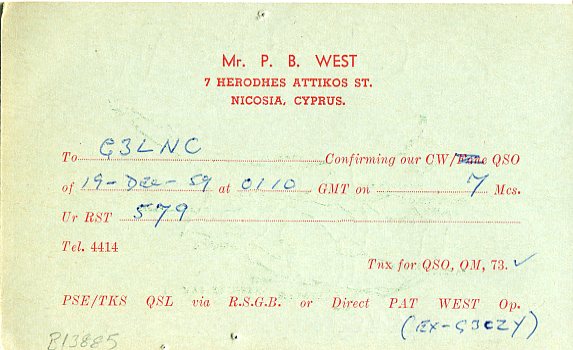 Mr. P. B. WEST
7 HERODHES ATTIKOS ST.
NICOSIA, CYPRUS.
To G3LNC Confirming our CW/Fone QSO
of 19-DEC-59 at 0110 GMT on 7 Mcs.
Ur RST 579
Tel. 4414
Tnx for QSO, OM, 73. ✓
PSE/TKS QSL via R.S.G.B. or Direct PAT WEST Op.
(EX-G3CZY)
B13885